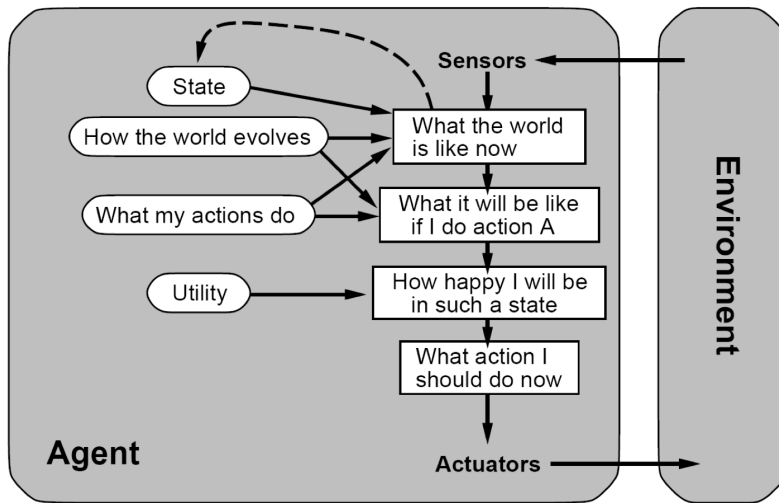 Sensors
State
What the world
is like now
How the world evolves
What it will be like
if I do action A
What my actions do
How happy I will be
in such a state
Utility
What action I
should do now
Agent
Actuators
Environment